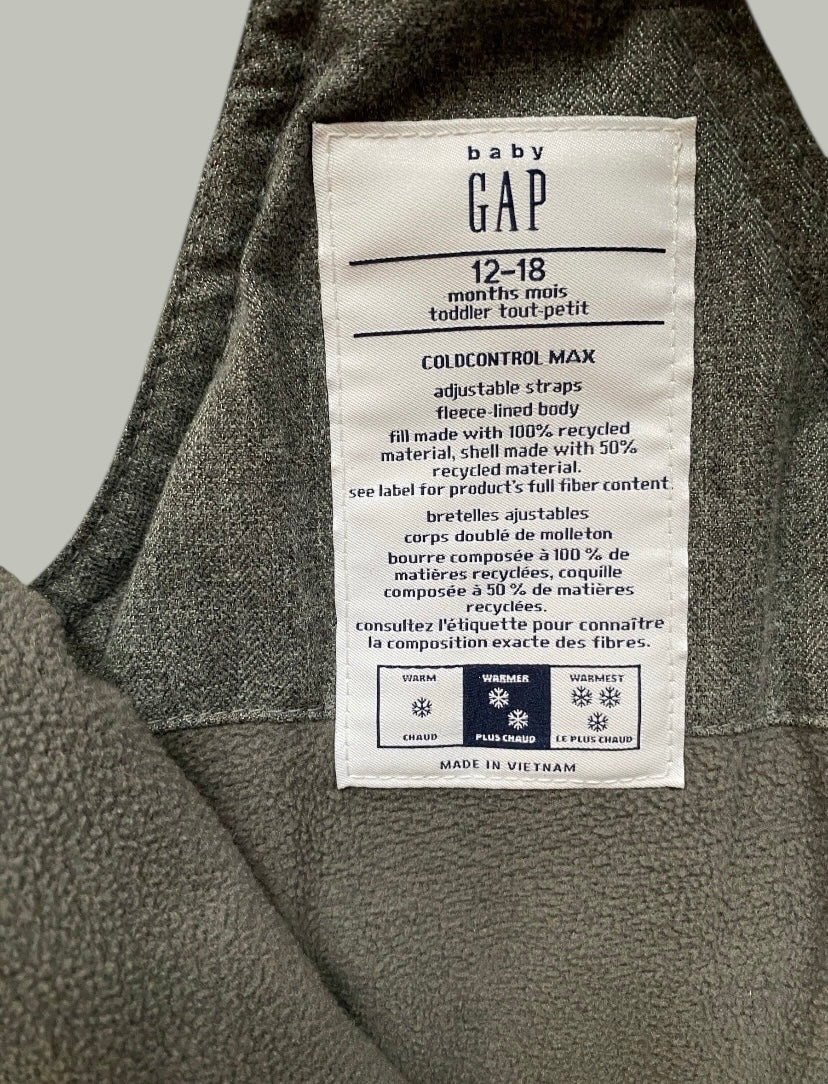 baby
GAP
12-18
months mois
toddler tout-petit
COLDCONTROL MAX
adjustable straps
fleece-lined body
fill made with 100% recycled
material, shell made with 50%
recycled material.
see label for product's full fiber content.
bretelles ajustables
corps doublé de molleton
bourre composée à 100 % de
matières recyclées, coquille
composée à 50 % de matières
recyclées.
consultez l'étiquette pour connaître
la composition exacte des fibres.
WARM WARMER WARMEST
CHAUD PLUS CHAUD LE PLUS CHAUD
MADE IN VIETNAM